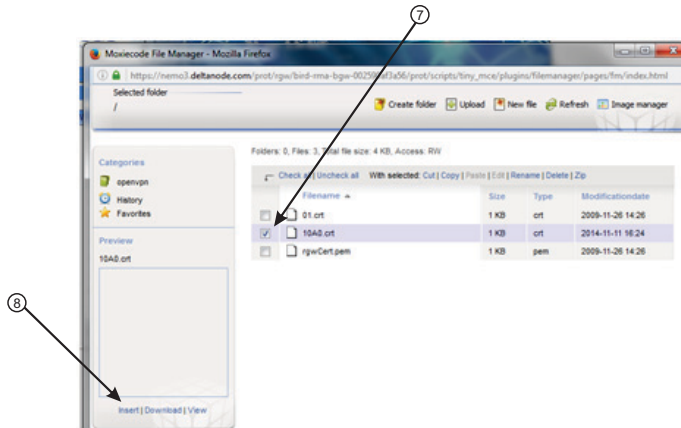 7
Moxiecode File Manager - Mozilla Firefox
https://nemo3.deltanode.com/prot/rgw/bird-rma-bgw-002590ef3a56/prot/scripts/tiny_mce/plugins/filemanager/pages/fm/index.html
Selected folder
/
Create folder Upload New file Refresh Image manager
Folders: 0, Files: 3, Total file size: 4 KB, Access: RW
Categories
openvpn
History
Favorites
Check all | Uncheck all With selected: Cut | Copy | Paste | Edit | Rename | Delete | Zip
Filename Size Type Modificationdate
01.crt 1 KB crt 2009-11-26 14:26
10A0.crt 1 KB crt 2014-11-11 16:24
rgwCert.pem 1 KB pem 2009-11-26 14:26
Preview
10A0.crt
8
Insert | Download | View